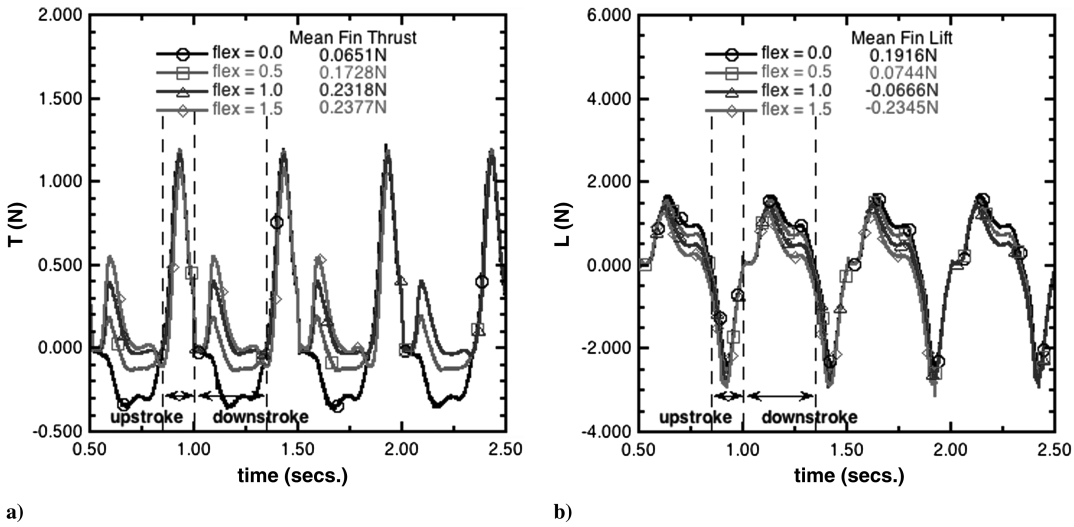 2.000
1.500
1.000
0.500
0.000
-0.500
T (N)
Mean Fin Thrust
flex = 0.0 0.0651N
flex = 0.5 0.1728N
flex = 1.0 0.2318N
flex = 1.5 0.2377N
upstroke downstroke
0.50 1.00 1.50 2.00 2.50
time (secs.)
a)
6.000
4.000
2.000
0.000
-2.000
-4.000
L (N)
Mean Fin Lift
flex = 0.0 0.1916N
flex = 0.5 0.0744N
flex = 1.0 -0.0666N
flex = 1.5 -0.2345N
upstroke downstroke
0.50 1.00 1.50 2.00 2.50
time (secs.)
b)